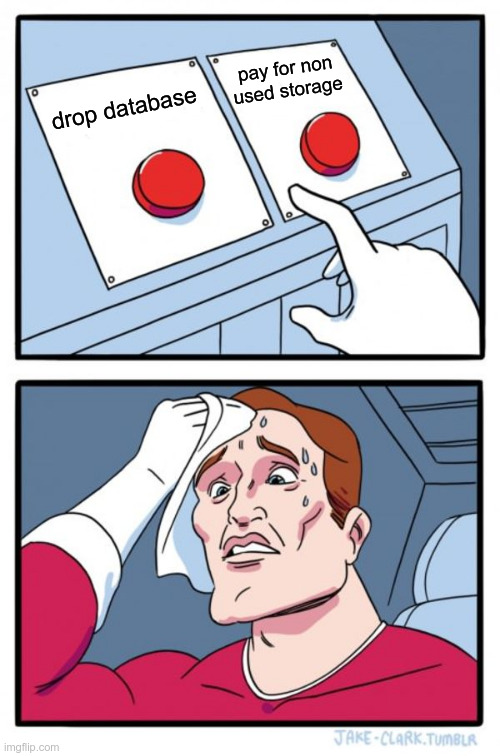 drop database
pay for non
used storage
JAKE-CLARK.TUMBLR
imgflip.com